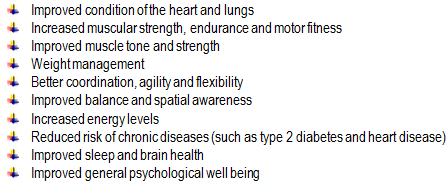 Improved condition of the heart and lungs
Increased muscular strength, endurance and motor fitness
Improved muscle tone and strength
Weight management
Better coordination, agility and flexibility
Improved balance and spatial awareness
Increased energy levels
Reduced risk of chronic diseases (such as type 2 diabetes and heart disease)
Improved sleep and brain health
Improved general psychological well being